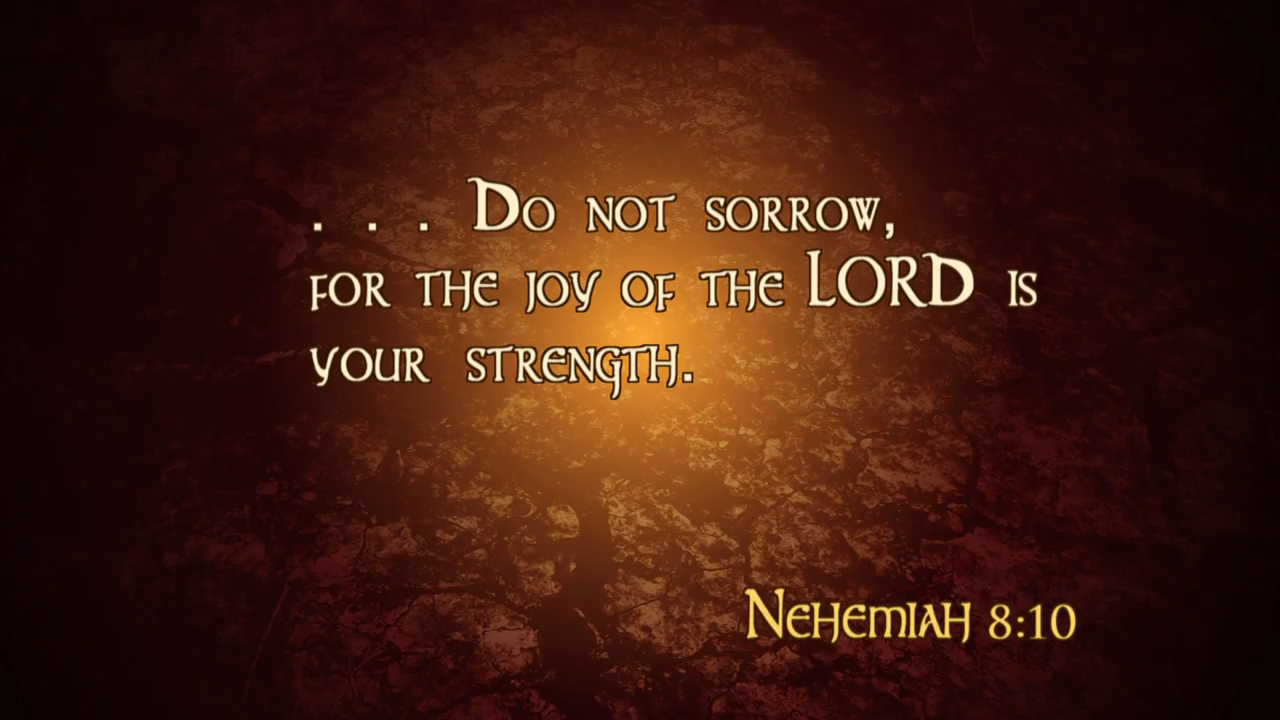 . . . Do not sorrow,
for the joy of the LORD is
your strength.
Nehemiah 8:10